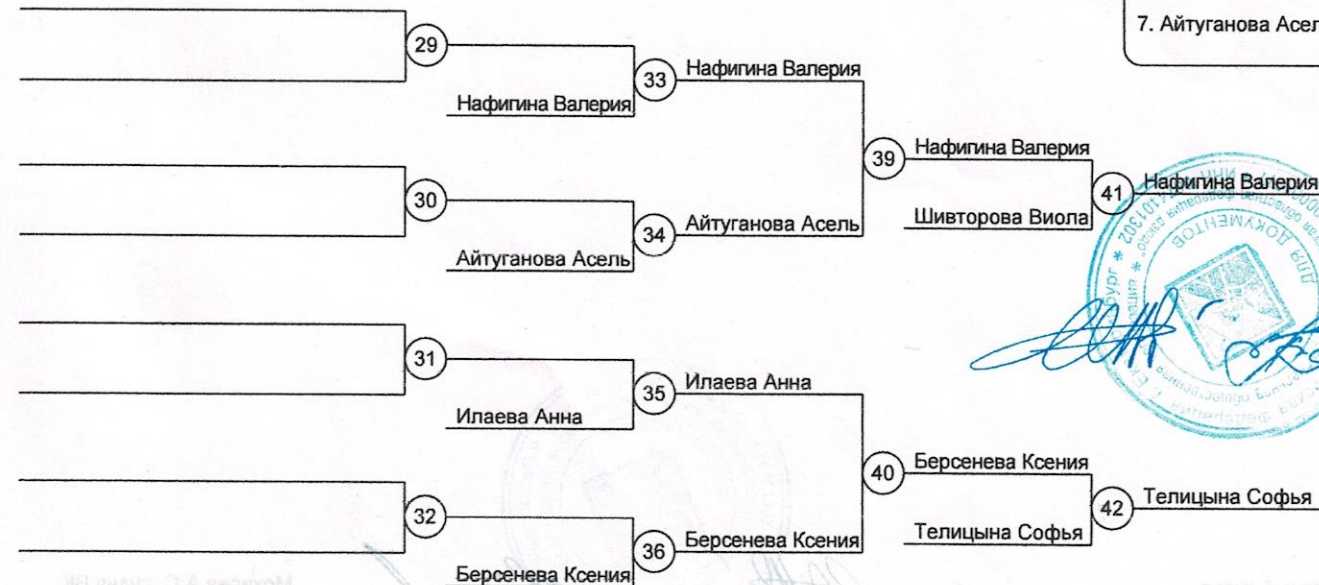 7. Айтуганова Асел
29
33
Нафигина Валерия
Нафигина Валерия
39
Нафигина Валерия
30
41
Нафигина Валерия
34
Айтуганова Асель
Шивторова Виола
Айтуганова Асель
ДЛЯ ДОКУМЕНТОВ
31
35
Илаева Анна
Илаева Анна
40
Берсенева Ксения
32
42
Телицына Софья
36
Берсенева Ксения
Телицына Софья
Берсенева Ксения